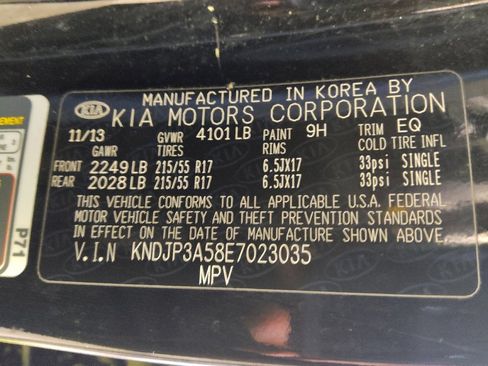 MANUFACTURED IN KOREA BY
KIA KIA MOTORS CORPORATION
11/13 GVWR 4101 LB PAINT 9H TRIM EQ
GAWR TIRES RIMS COLD TIRE INFL
FRONT 2249 LB 215/55 R17 6.5JX17 33psi SINGLE
REAR 2028 LB 215/55 R17 6.5JX17 33psi SINGLE
THIS VEHICLE CONFORMS TO ALL APPLICABLE U.S.A. FEDERAL
MOTOR VEHICLE SAFETY AND THEFT PREVENTION STANDARDS
IN EFFECT ON THE DATE OF MANUFACTURE SHOWN ABOVE.
V.I.N KNDJP3A58E7023035
MPV
P71